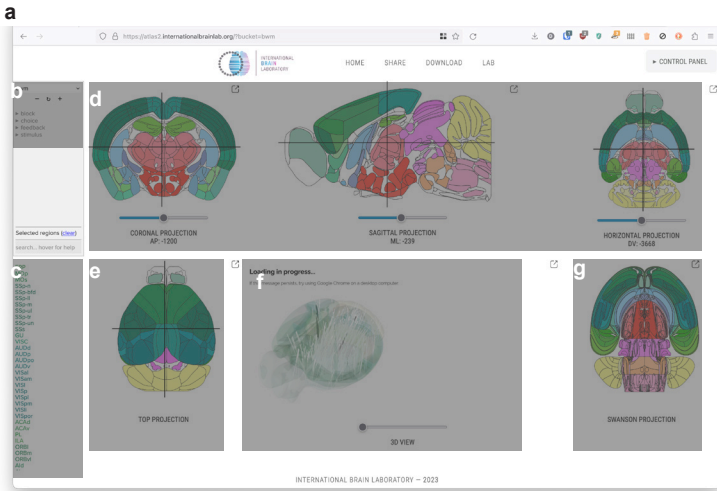 a
https://atlas2.internationalbrainlab.org/?bucket=bwm
INTERNATIONAL
BRAIN
LABORATORY
HOME
SHARE
DOWNLOAD
LAB
▸ CONTROL PANEL
b
− ↻ +
▸ block
▸ choice
▸ feedback
▸ stimulus
Selected regions (clear)
search... hover for help
d
CORONAL PROJECTION
AP: -1200
SAGITTAL PROJECTION
ML: -239
HORIZONTAL PROJECTION
DV: -3668
c
MOs
SSp-n
SSp-bfd
SSp-ll
SSp-m
SSp-ul
SSp-tr
SSp-un
SSs
GU
VISC
AUDd
AUDp
AUDpo
AUDv
VISal
VISam
VISl
VISp
VISpl
VISpm
VISli
VISpor
ACAd
ACAv
PL
ILA
ORBl
ORBm
ORBvl
AId
e
TOP PROJECTION
f
Loading in progress...
3D VIEW
g
SWANSON PROJECTION
INTERNATIONAL BRAIN LABORATORY — 2023